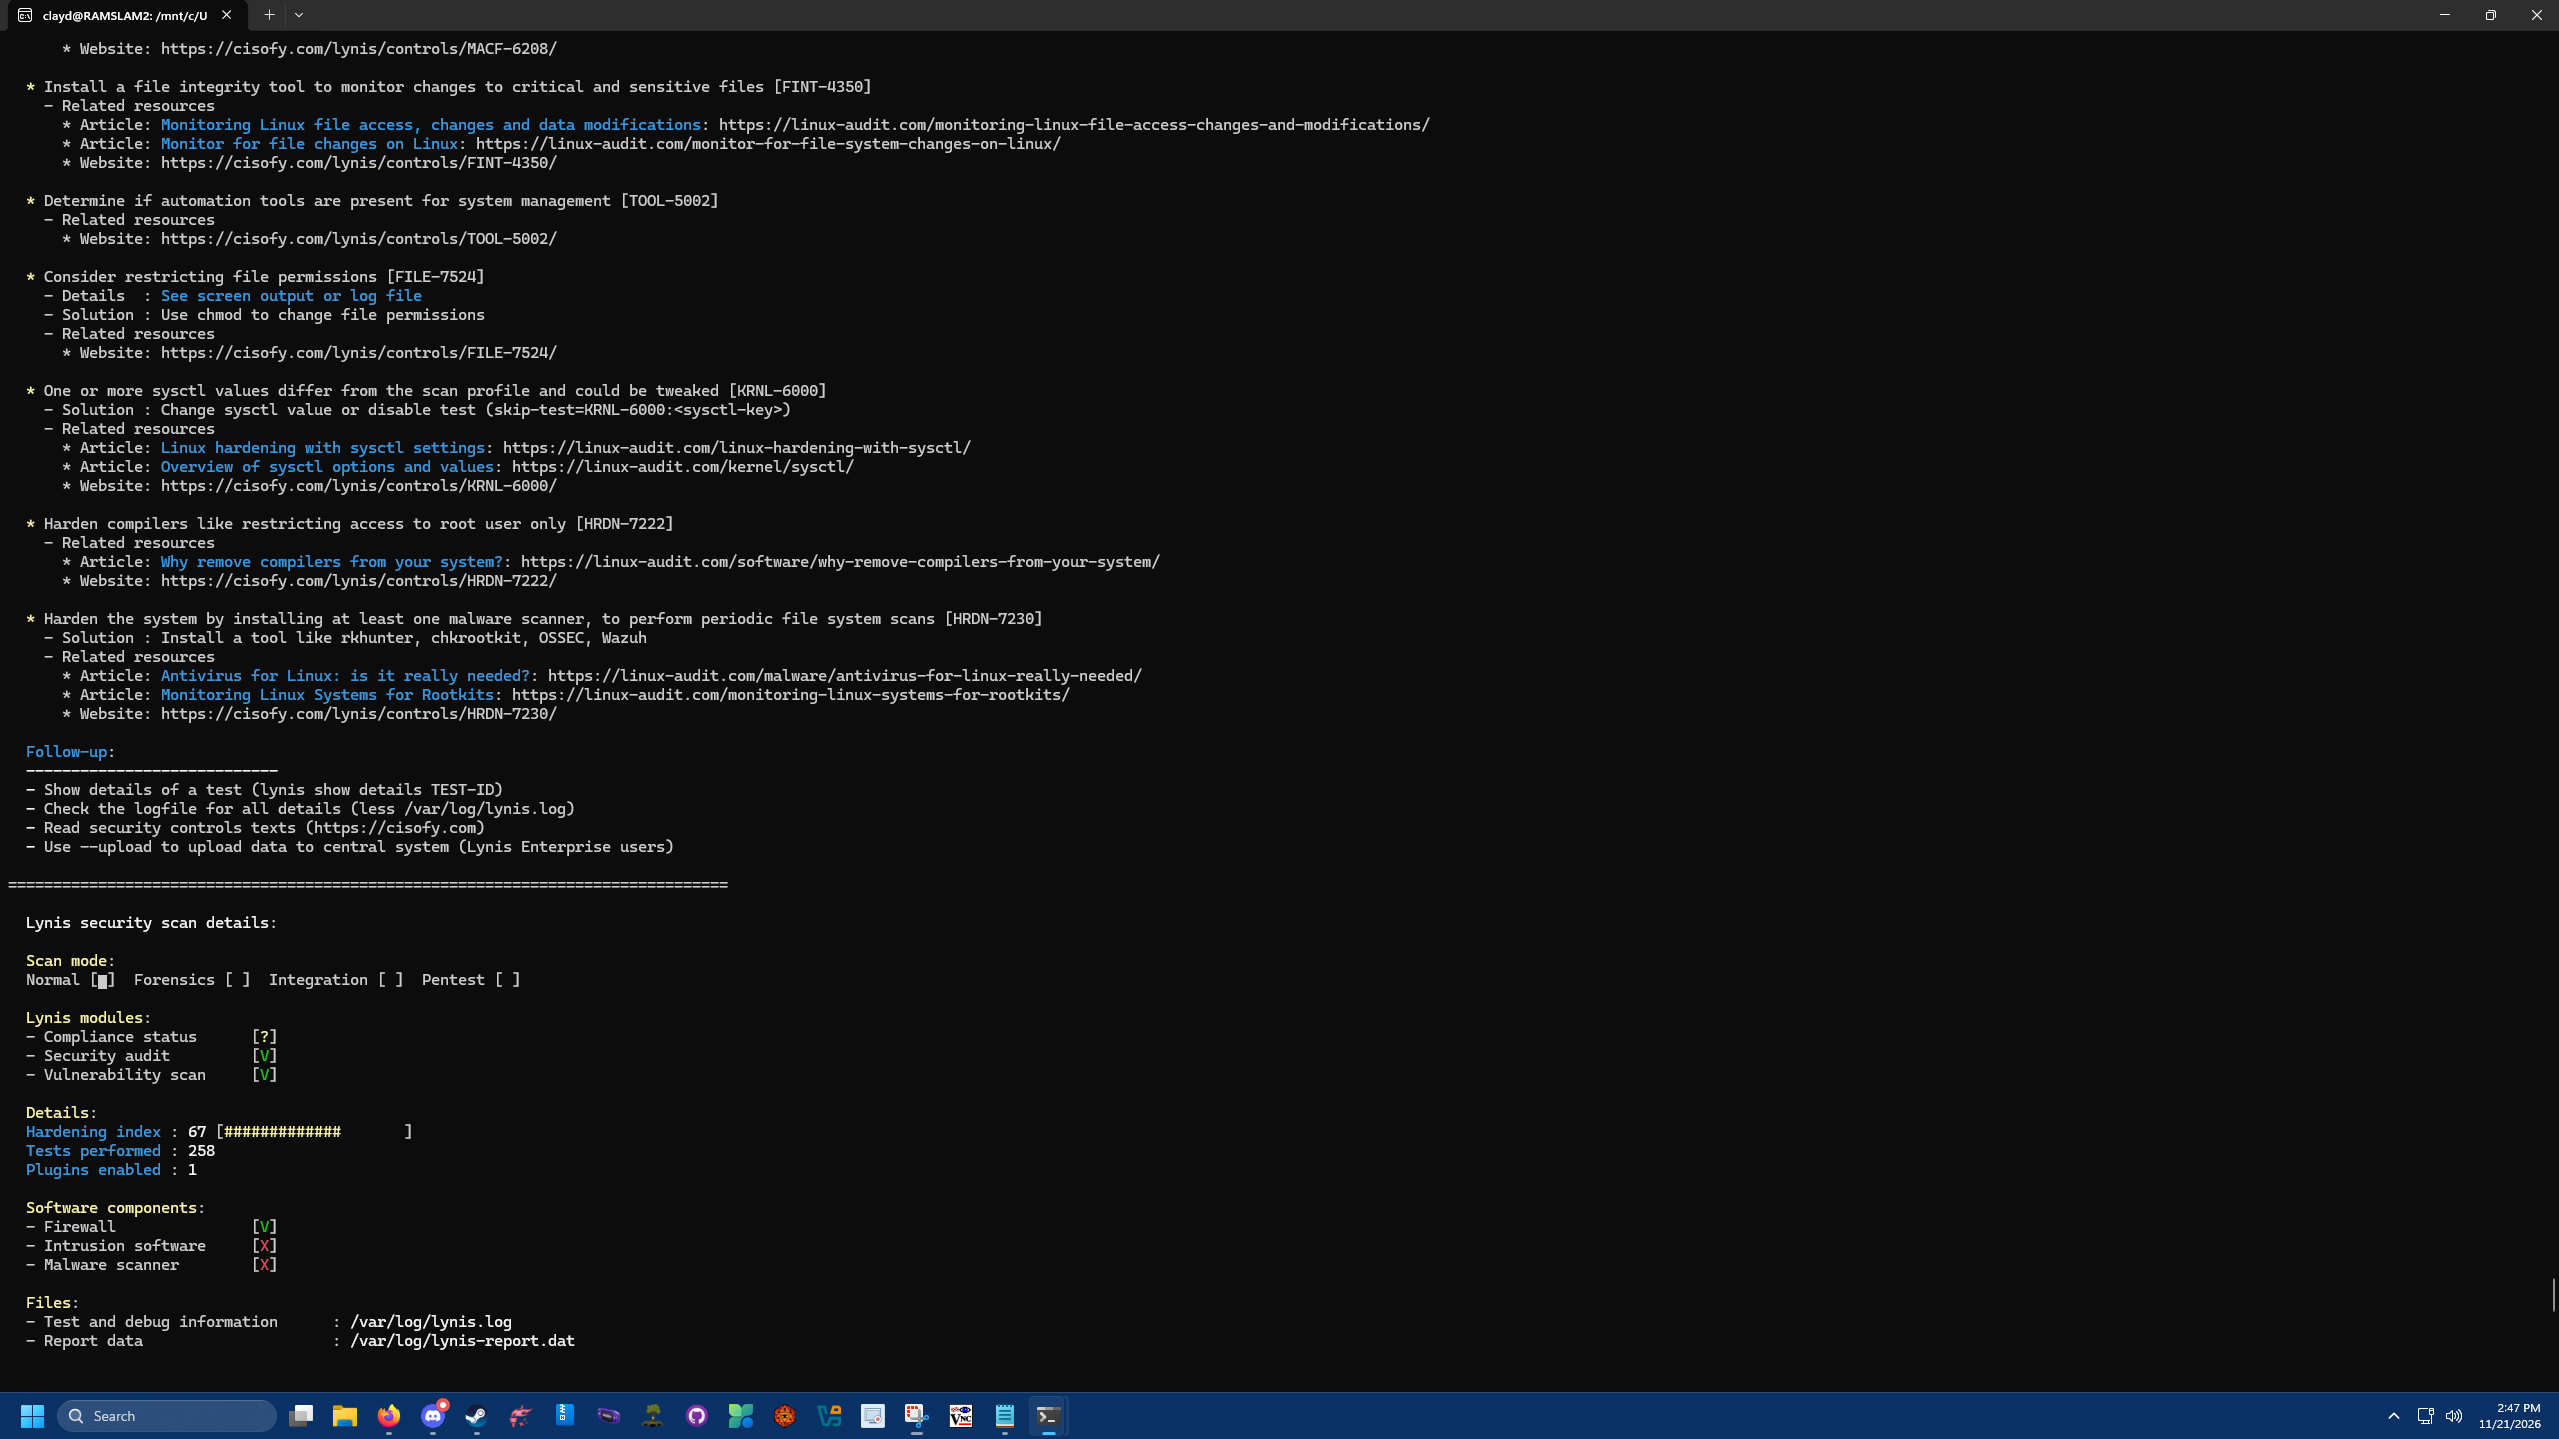 clayd@RAMSLAM2: /mnt/c/U
* Website: https://cisofy.com/lynis/controls/MACF-6208/
* Install a file integrity tool to monitor changes to critical and sensitive files [FINT-4350]
- Related resources
* Article: Monitoring Linux file access, changes and data modifications: https://linux-audit.com/monitoring-linux-file-access-changes-and-modifications/
* Article: Monitor for file changes on Linux: https://linux-audit.com/monitor-for-file-system-changes-on-linux/
* Website: https://cisofy.com/lynis/controls/FINT-4350/
* Determine if automation tools are present for system management [TOOL-5002]
- Related resources
* Website: https://cisofy.com/lynis/controls/TOOL-5002/
* Consider restricting file permissions [FILE-7524]
- Details  : See screen output or log file
- Solution : Use chmod to change file permissions
- Related resources
* Website: https://cisofy.com/lynis/controls/FILE-7524/
* One or more sysctl values differ from the scan profile and could be tweaked [KRNL-6000]
- Solution : Change sysctl value or disable test (skip-test=KRNL-6000:<sysctl-key>)
- Related resources
* Article: Linux hardening with sysctl settings: https://linux-audit.com/linux-hardening-with-sysctl/
* Article: Overview of sysctl options and values: https://linux-audit.com/kernel/sysctl/
* Website: https://cisofy.com/lynis/controls/KRNL-6000/
* Harden compilers like restricting access to root user only [HRDN-7222]
- Related resources
* Article: Why remove compilers from your system?: https://linux-audit.com/software/why-remove-compilers-from-your-system/
* Website: https://cisofy.com/lynis/controls/HRDN-7222/
* Harden the system by installing at least one malware scanner, to perform periodic file system scans [HRDN-7230]
- Solution : Install a tool like rkhunter, chkrootkit, OSSEC, Wazuh
- Related resources
* Article: Antivirus for Linux: is it really needed?: https://linux-audit.com/malware/antivirus-for-linux-really-needed/
* Article: Monitoring Linux Systems for Rootkits: https://linux-audit.com/monitoring-linux-systems-for-rootkits/
* Website: https://cisofy.com/lynis/controls/HRDN-7230/
Follow-up:
----------------------------
- Show details of a test (lynis show details TEST-ID)
- Check the logfile for all details (less /var/log/lynis.log)
- Read security controls texts (https://cisofy.com)
- Use --upload to upload data to central system (Lynis Enterprise users)
================================================================================
Lynis security scan details:
Scan mode:
Normal [■]  Forensics [ ]  Integration [ ]  Pentest [ ]
Lynis modules:
- Compliance status      [?]
- Security audit         [V]
- Vulnerability scan     [V]
Details:
Hardening index : 67 [#############       ]
Tests performed : 258
Plugins enabled : 1
Software components:
- Firewall               [V]
- Intrusion software     [X]
- Malware scanner        [X]
Files:
- Test and debug information      : /var/log/lynis.log
- Report data                     : /var/log/lynis-report.dat
Search
VNC
2:47 PM
11/21/2026